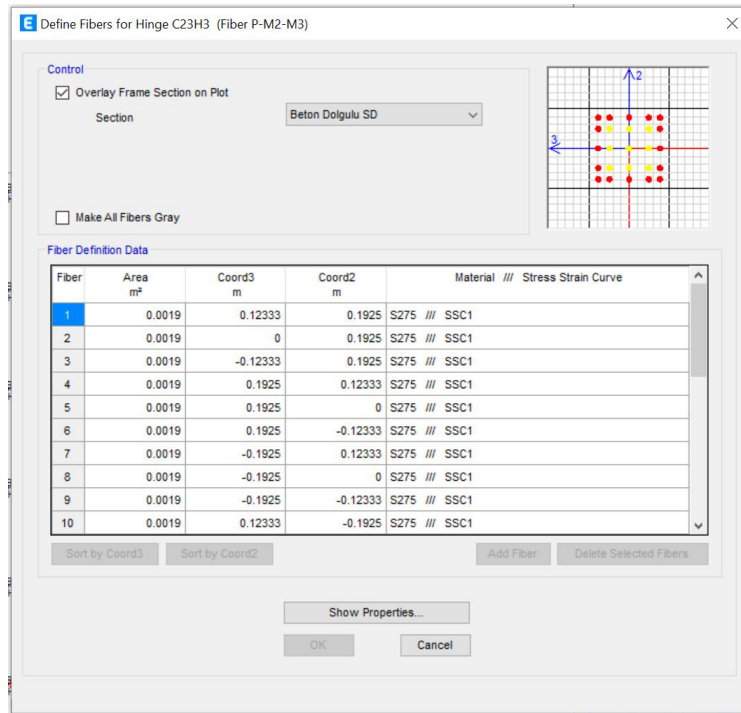 E Define Fibers for Hinge C23H3 (Fiber P-M2-M3)
Control
Overlay Frame Section on Plot
Section Beton Dolgulu SD
Make All Fibers Gray
2
3
Fiber Definition Data
Fiber Area m² Coord3 m Coord2 m Material /// Stress Strain Curve
1 0.0019 0.12333 0.1925 S275 /// SSC1
2 0.0019 0 0.1925 S275 /// SSC1
3 0.0019 -0.12333 0.1925 S275 /// SSC1
4 0.0019 0.1925 0.12333 S275 /// SSC1
5 0.0019 0.1925 0 S275 /// SSC1
6 0.0019 0.1925 -0.12333 S275 /// SSC1
7 0.0019 -0.1925 0.12333 S275 /// SSC1
8 0.0019 -0.1925 0 S275 /// SSC1
9 0.0019 -0.1925 -0.12333 S275 /// SSC1
10 0.0019 0.12333 -0.1925 S275 /// SSC1
Sort by Coord3 Sort by Coord2 Add Fiber Delete Selected Fibers
Show Properties...
OK Cancel